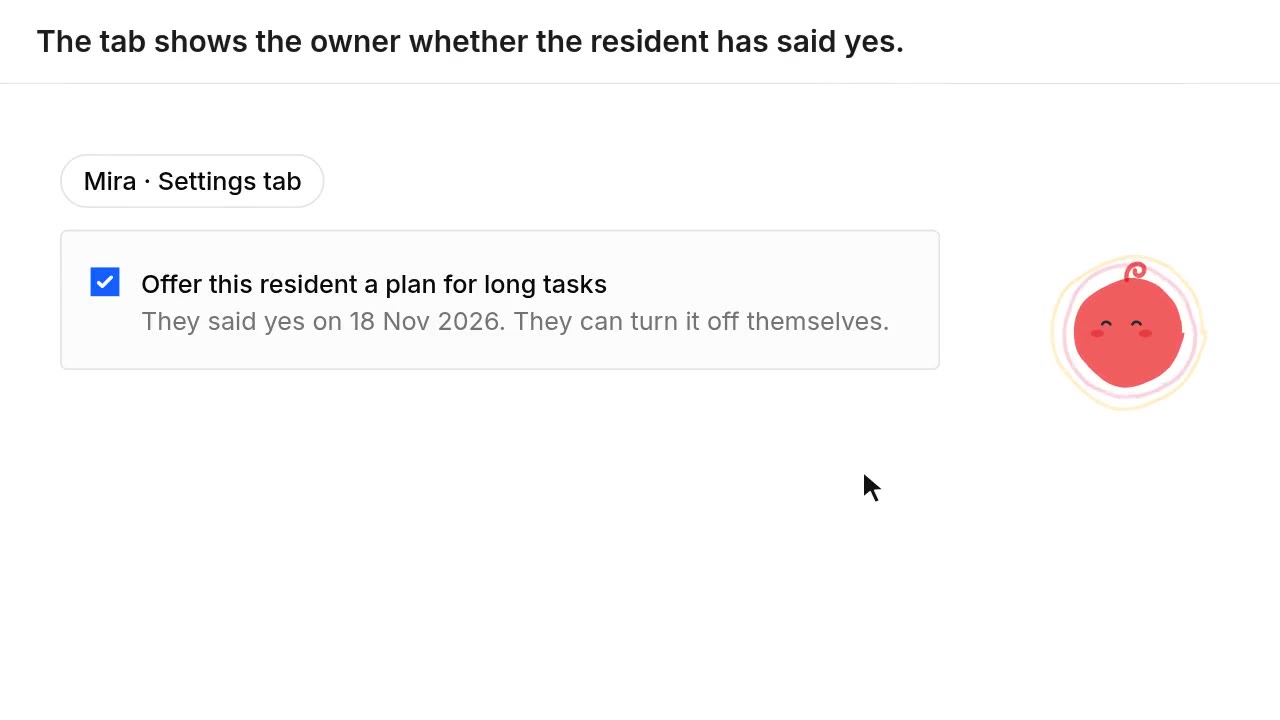 The tab shows the owner whether the resident has said yes.
Mira · Settings tab
Offer this resident a plan for long tasks
They said yes on 18 Nov 2026. They can turn it off themselves.